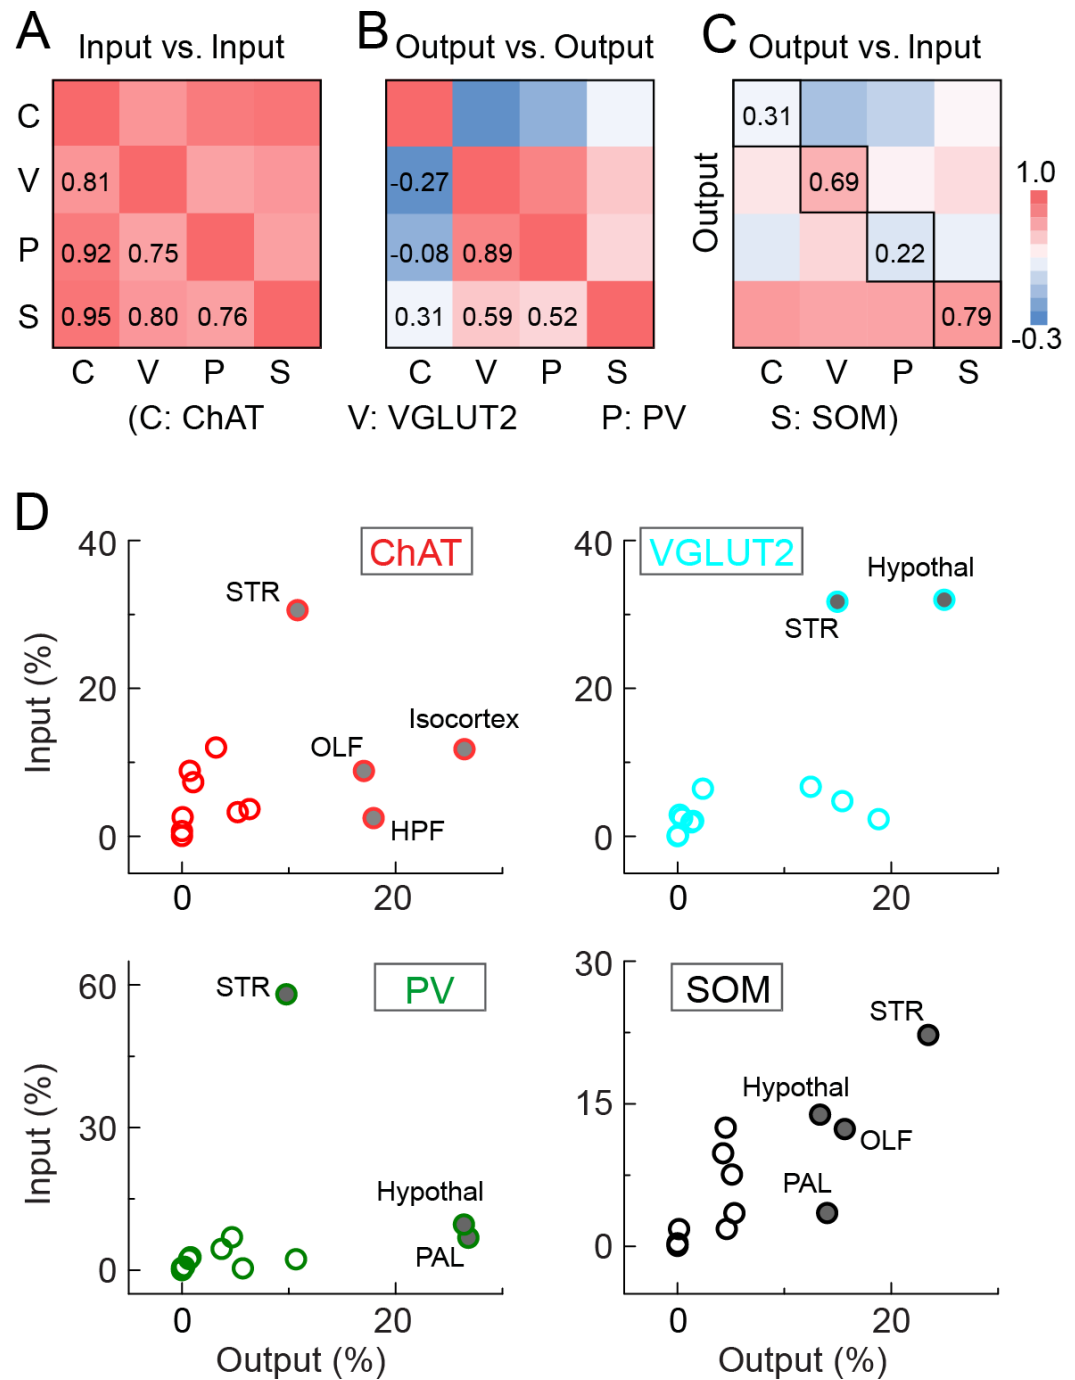 A Input vs. Input
B Output vs. Output
C Output vs. Input
C
V 0.81
P 0.92 0.75
S 0.95 0.80 0.76
C V P S
-0.27
-0.08 0.89
0.31 0.59 0.52
C V P S
Output
0.31
0.69
0.22
0.79
C V P S
1.0
-0.3
(C: ChAT V: VGLUT2 P: PV S: SOM)
D
ChAT
Input (%)
40
20
0
STR
Isocortex
OLF
HPF
0 20
VGLUT2
40
20
0
Hypothal
STR
0 20
PV
Input (%)
60
30
0
STR
Hypothal
PAL
0 20
Output (%)
SOM
30
15
0
STR
Hypothal
OLF
PAL
0 20
Output (%)